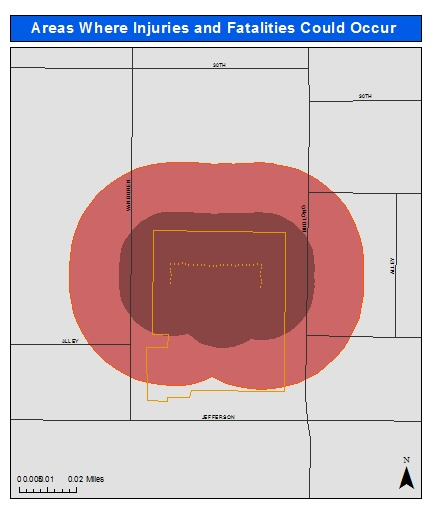 Areas Where Injuries and Fatalities Could Occur
30TH
30TH
ALLEY
ALLEY
JEFFERSON
N
0 0.005 0.01 0.02 Miles